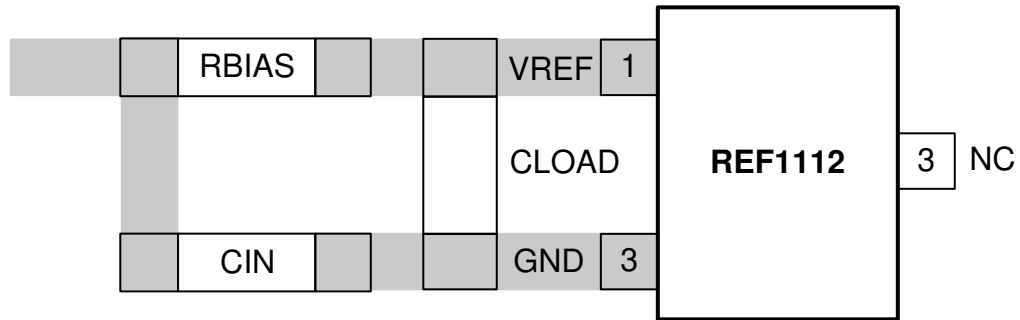 RBIAS VREF 1
CLOAD REF1112 3 NC
CIN GND 3